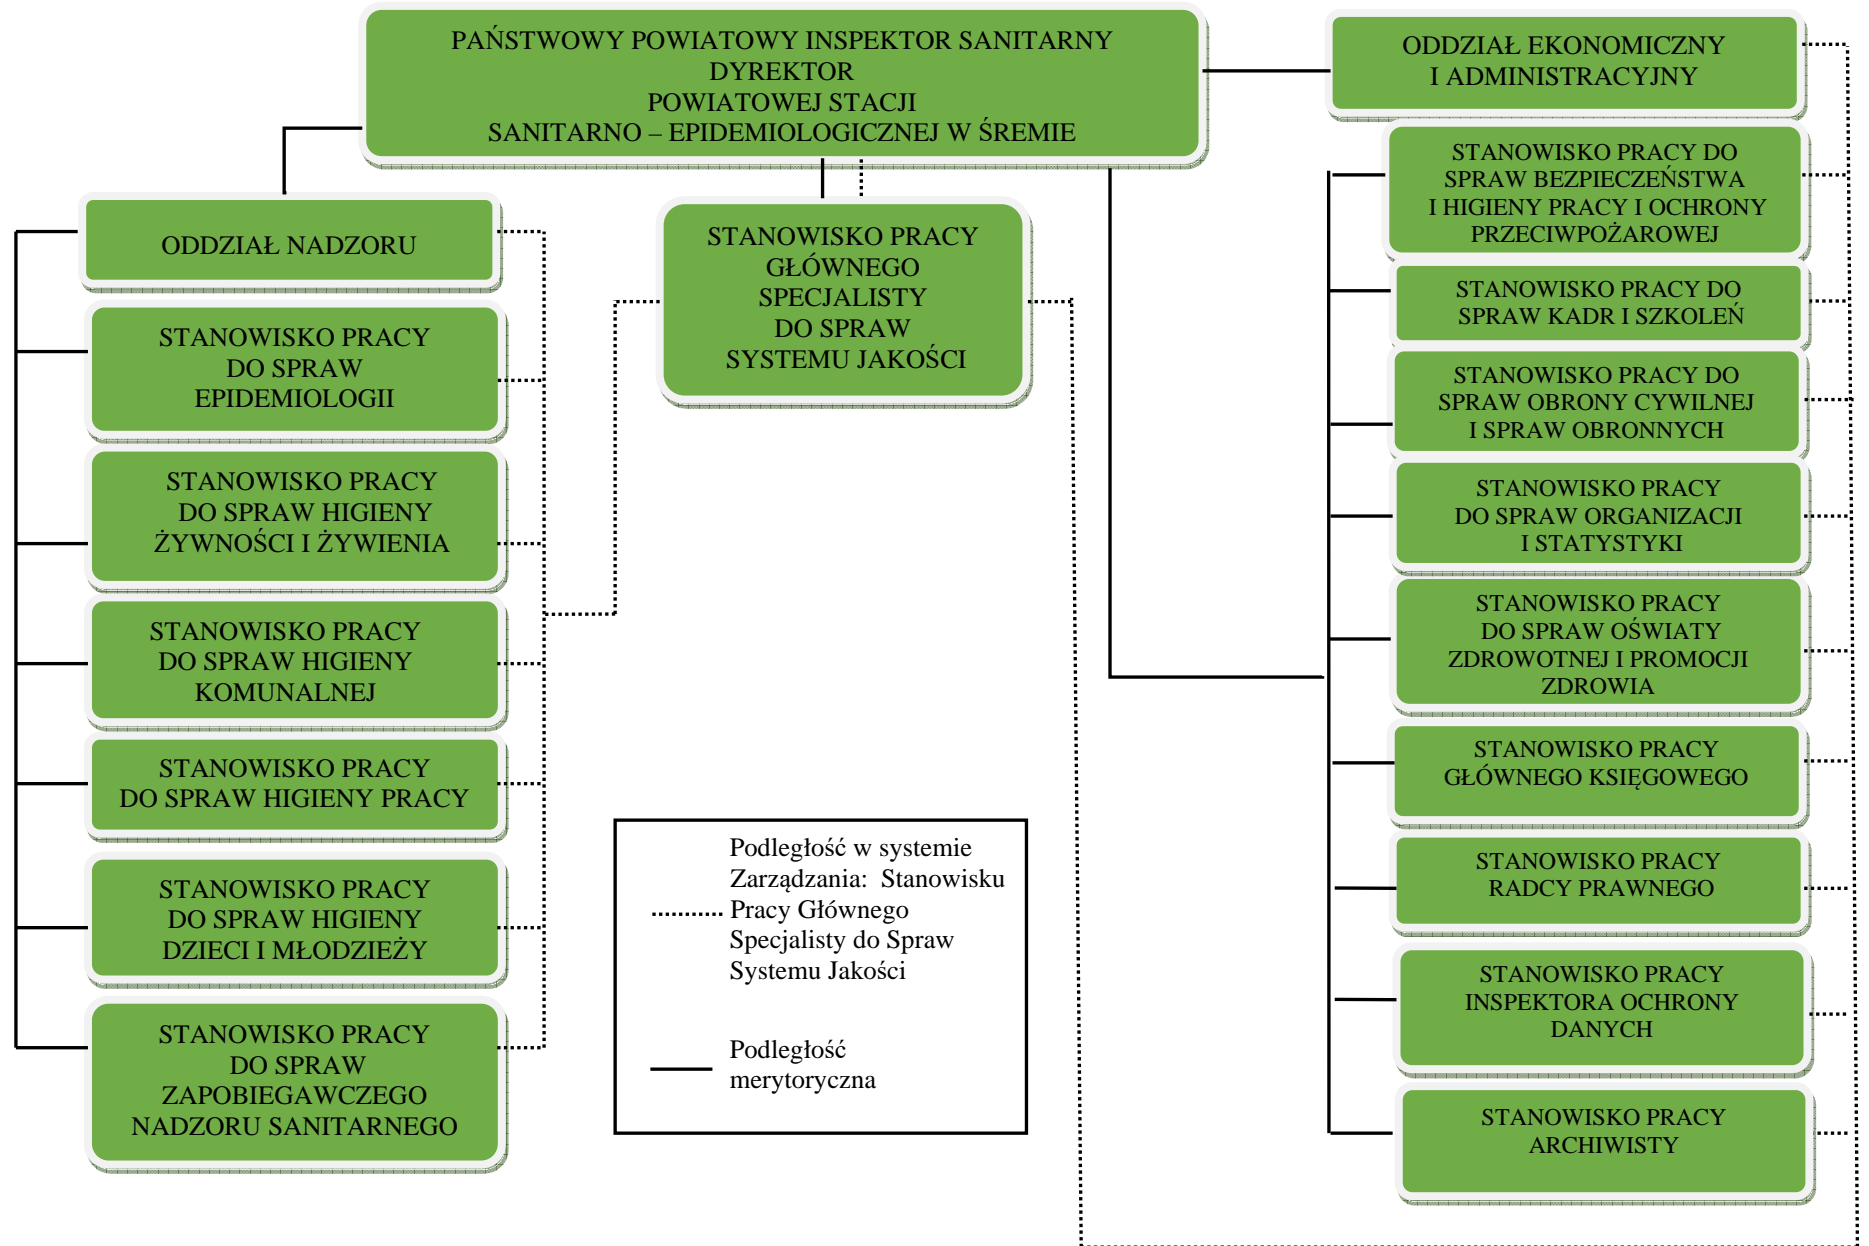 PAŃSTWOWY POWIATOWY INSPEKTOR SANITARNY
DYREKTOR
POWIATOWEJ STACJI
SANITARNO – EPIDEMIOLOGICZNEJ W ŚREMIE
ODDZIAŁ EKONOMICZNY
I ADMINISTRACYJNY
ODDZIAŁ NADZORU
STANOWISKO PRACY
DO SPRAW
EPIDEMIOLOGII
STANOWISKO PRACY
DO SPRAW HIGIENY
ŻYWNOŚCI I ŻYWIENIA
STANOWISKO PRACY
DO SPRAW HIGIENY
KOMUNALNEJ
STANOWISKO PRACY
DO SPRAW HIGIENY PRACY
STANOWISKO PRACY
DO SPRAW HIGIENY
DZIECI I MŁODZIEŻY
STANOWISKO PRACY
DO SPRAW
ZAPOBIEGAWCZEGO
NADZORU SANITARNEGO
STANOWISKO PRACY
GŁÓWNEGO
SPECJALISTY
DO SPRAW
SYSTEMU JAKOŚCI
Podległość w systemie
Zarządzania: Stanowisku
Pracy Głównego
Specjalisty do Spraw
Systemu Jakości
Podległość
merytoryczna
STANOWISKO PRACY DO
SPRAW BEZPIECZEŃSTWA
I HIGIENY PRACY I OCHRONY
PRZECIWPOŻAROWEJ
STANOWISKO PRACY DO
SPRAW KADR I SZKOLEŃ
STANOWISKO PRACY DO
SPRAW OBRONY CYWILNEJ
I SPRAW OBRONNYCH
STANOWISKO PRACY
DO SPRAW ORGANIZACJI
I STATYSTYKI
STANOWISKO PRACY
DO SPRAW OŚWIATY
ZDROWOTNEJ I PROMOCJI
ZDROWIA
STANOWISKO PRACY
GŁÓWNEGO KSIĘGOWEGO
STANOWISKO PRACY
RADCY PRAWNEGO
STANOWISKO PRACY
INSPEKTORA OCHRONY
DANYCH
STANOWISKO PRACY
ARCHIWISTY